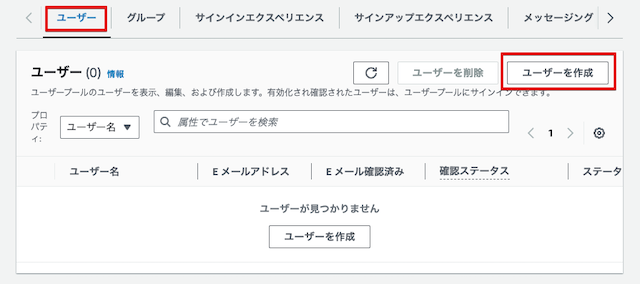 ユーザー グループ サインインエクスペリエンス サインアップエクスペリエンス メッセージング
ユーザー (0) 情報 ユーザーを削除 ユーザーを作成
ユーザープールのユーザーを表示、編集、および作成します。有効化され確認されたユーザーは、ユーザープールにサインインできます。
プロ
パテ
ィ:
ユーザー名 属性でユーザーを検索 1
ユーザー名 E メールアドレス E メール確認済み 確認ステータス ステータ
ユーザーが見つかりません
ユーザーを作成